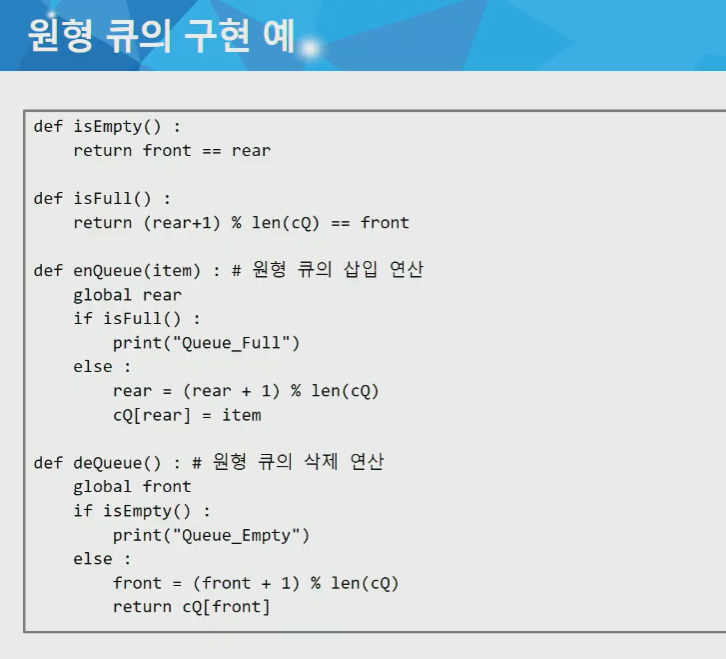 원형 큐의 구현 예
def isEmpty() :
    return front == rear
def isFull() :
    return (rear+1) % len(cQ) == front
def enQueue(item) : # 원형 큐의 삽입 연산
    global rear
    if isFull() :
        print("Queue_Full")
    else :
        rear = (rear + 1) % len(cQ)
        cQ[rear] = item
def deQueue() : # 원형 큐의 삭제 연산
    global front
    if isEmpty() :
        print("Queue_Empty")
    else :
        front = (front + 1) % len(cQ)
        return cQ[front]